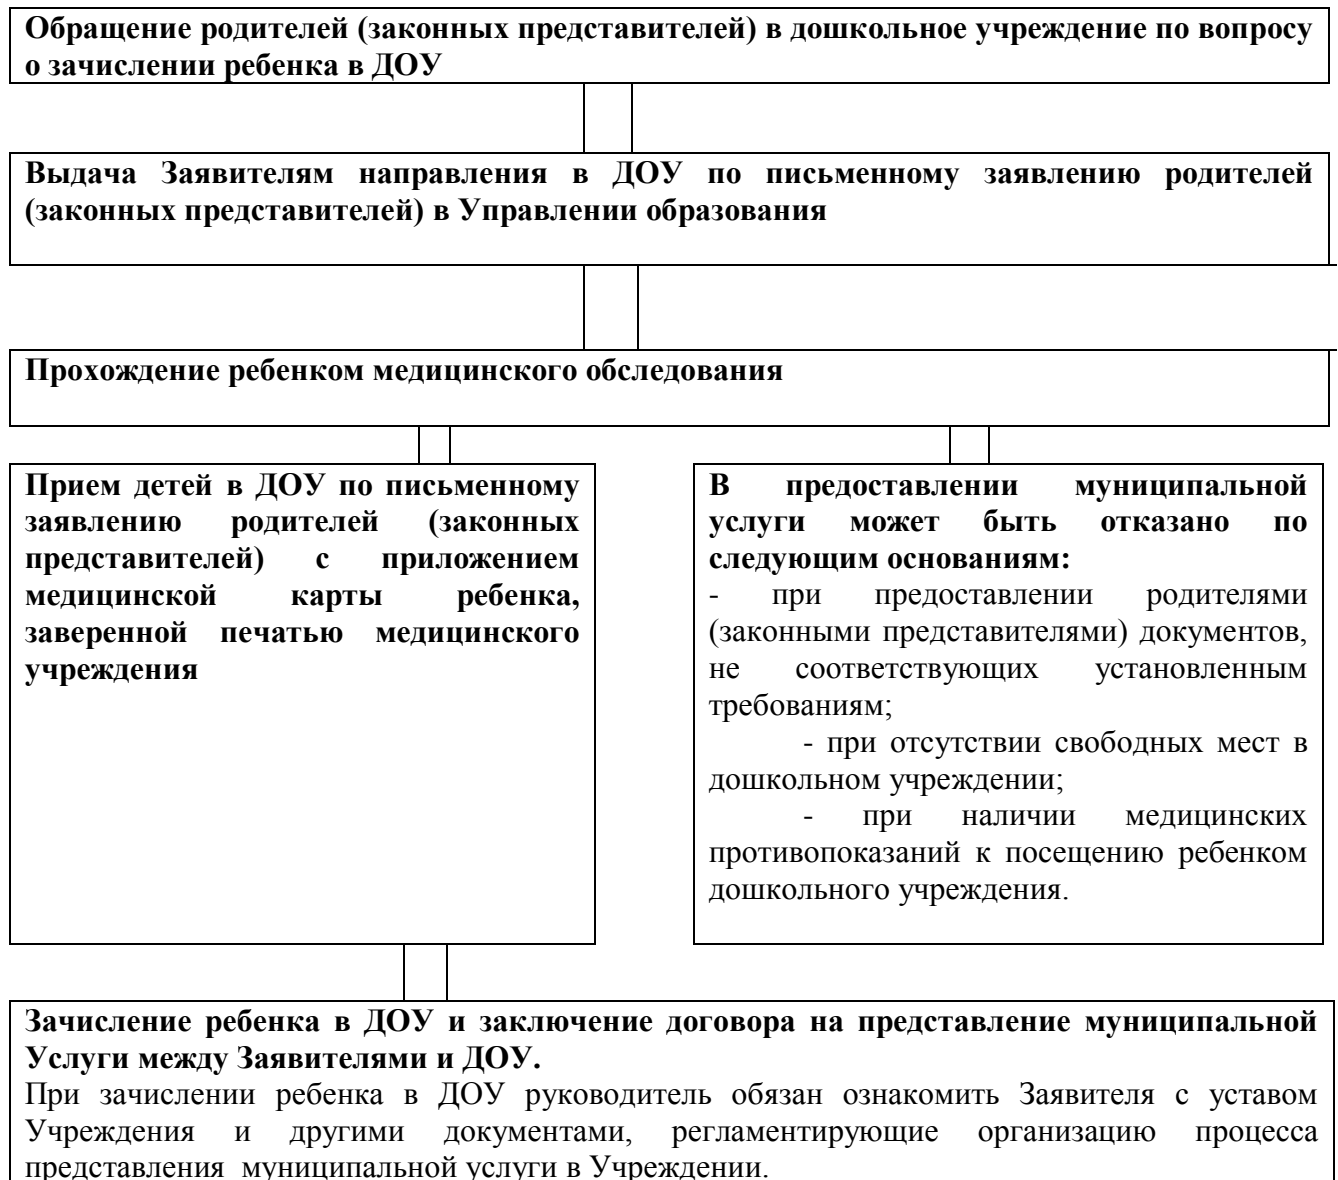 Обращение родителей (законных представителей) в дошкольное учреждение по вопросу
о зачислении ребенка в ДОУ
Выдача Заявителям направления в ДОУ по письменному заявлению родителей
(законных представителей) в Управлении образования
Прохождение ребенком медицинского обследования
Прием детей в ДОУ по письменному
заявлению родителей (законных
представителей) с приложением
медицинской карты ребенка,
заверенной печатью медицинского
учреждения
В предоставлении муниципальной
услуги может быть отказано по
следующим основаниям:
- при предоставлении родителями
(законными представителями) документов,
не соответствующих установленным
требованиям;
- при отсутствии свободных мест в
дошкольном учреждении;
- при наличии медицинских
противопоказаний к посещению ребенком
дошкольного учреждения.
Зачисление ребенка в ДОУ и заключение договора на представление муниципальной
Услуги между Заявителями и ДОУ.
При зачислении ребенка в ДОУ руководитель обязан ознакомить Заявителя с уставом
Учреждения и другими документами, регламентирующие организацию процесса
представления муниципальной услуги в Учреждении.